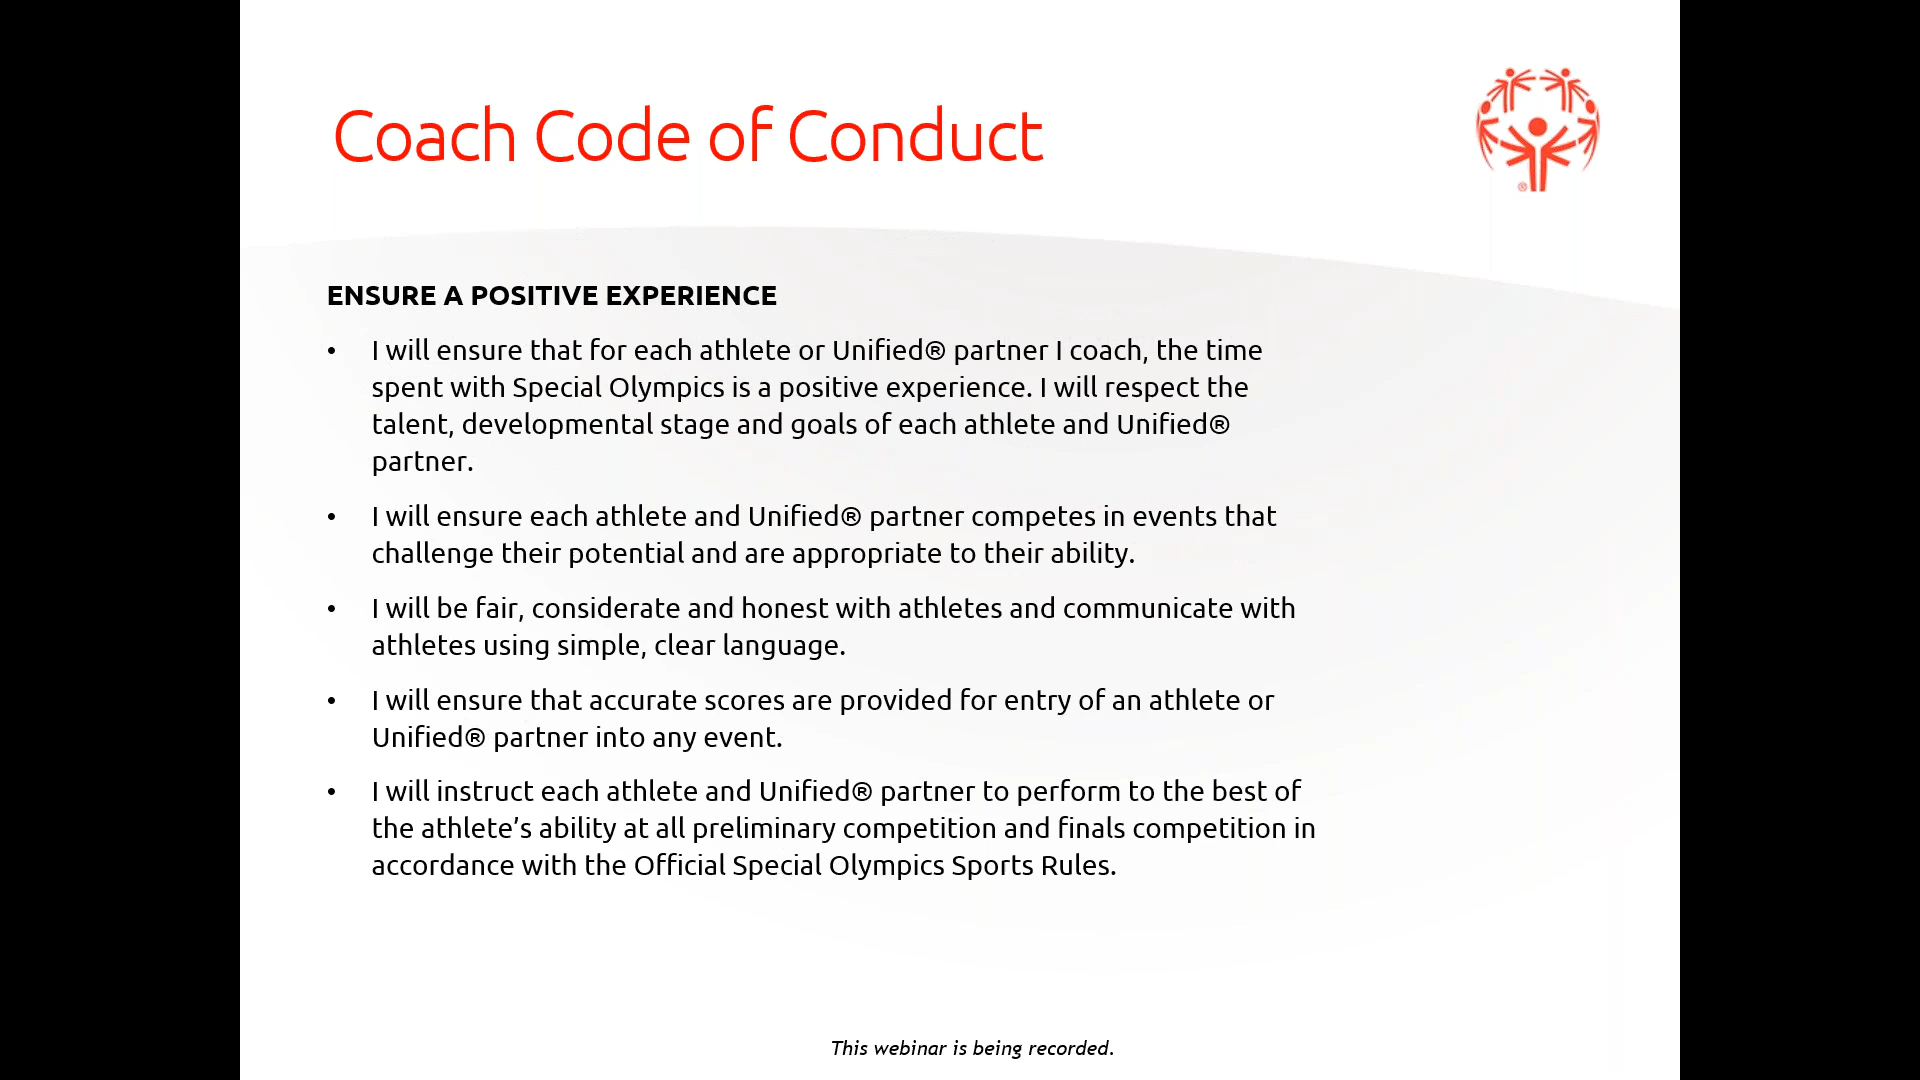 Coach Code of Conduct
®
ENSURE A POSITIVE EXPERIENCE
• I will ensure that for each athlete or Unified® partner I coach, the time
spent with Special Olympics is a positive experience. I will respect the
talent, developmental stage and goals of each athlete and Unified®
partner.
• I will ensure each athlete and Unified® partner competes in events that
challenge their potential and are appropriate to their ability.
• I will be fair, considerate and honest with athletes and communicate with
athletes using simple, clear language.
• I will ensure that accurate scores are provided for entry of an athlete or
Unified® partner into any event.
• I will instruct each athlete and Unified® partner to perform to the best of
the athlete’s ability at all preliminary competition and finals competition in
accordance with the Official Special Olympics Sports Rules.
This webinar is being recorded.